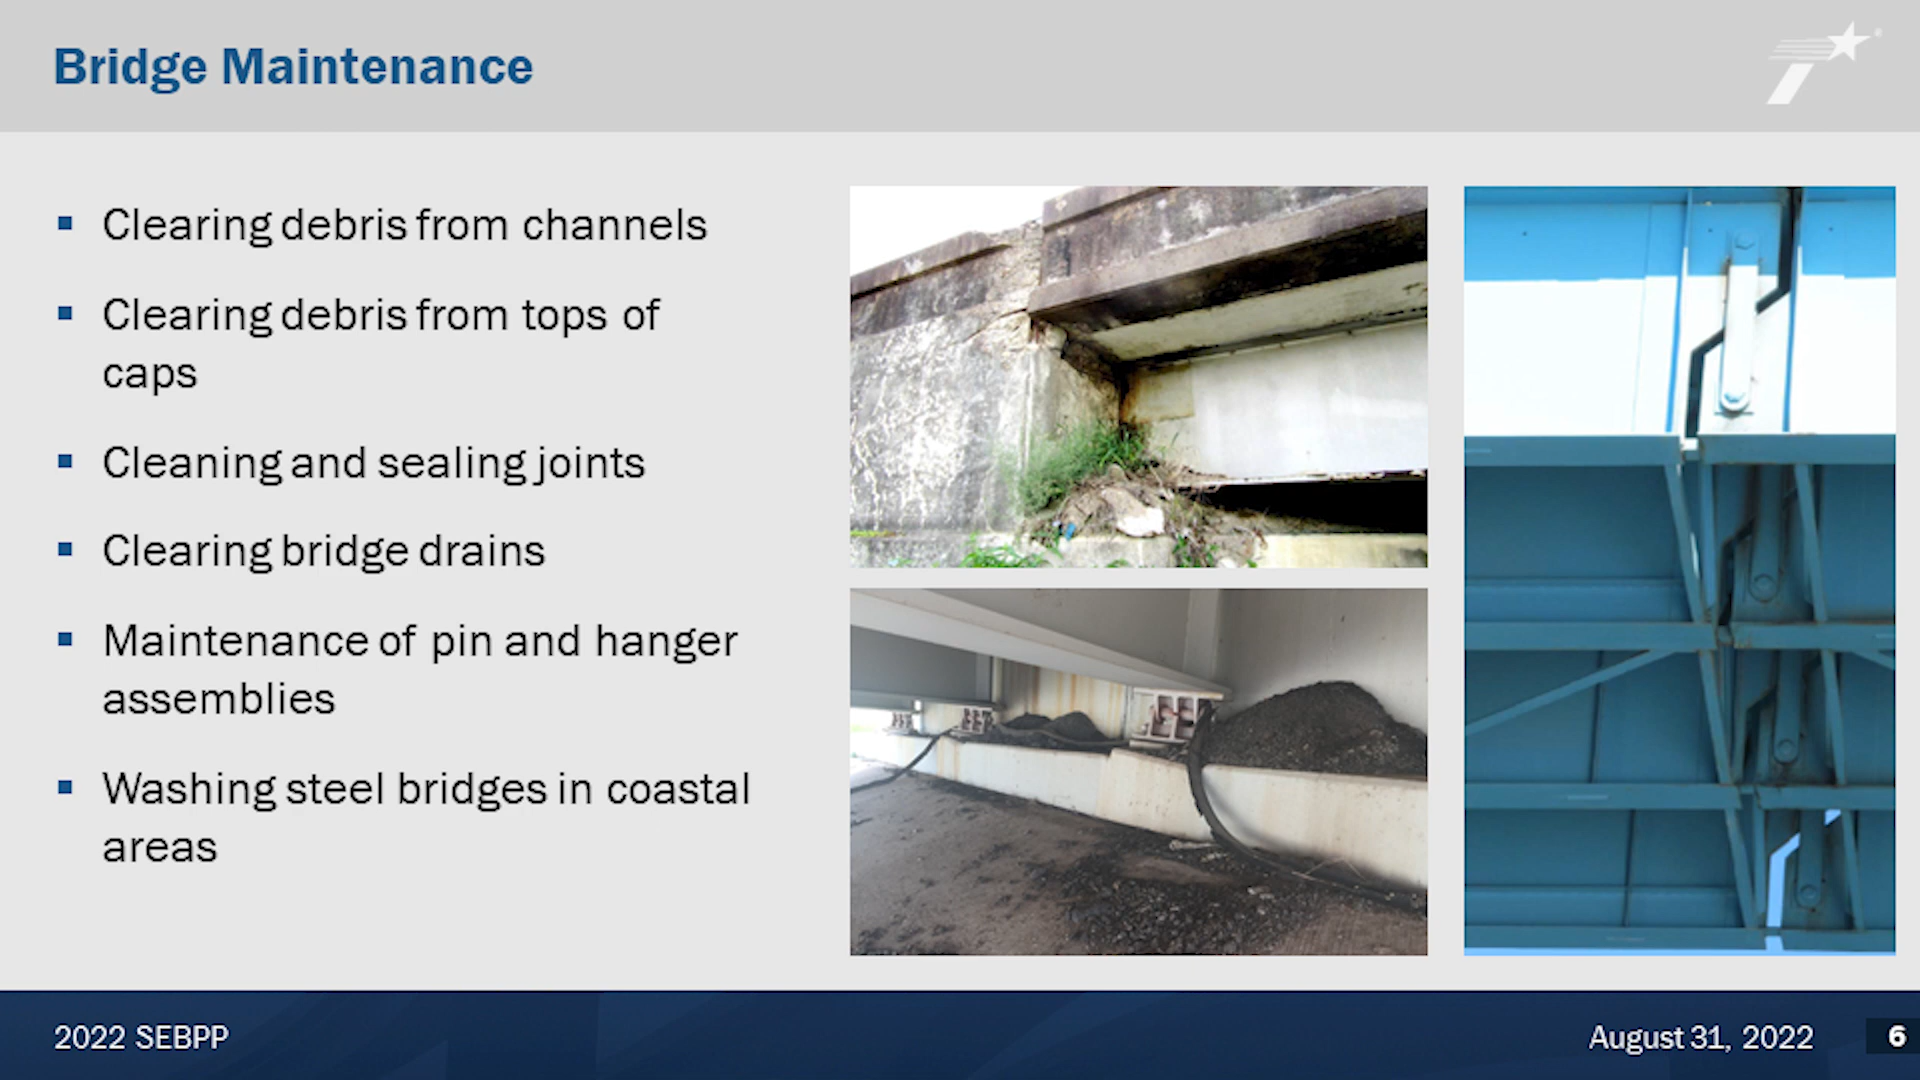 Bridge Maintenance
Clearing debris from channels
Clearing debris from tops of
caps
Cleaning and sealing joints
Clearing bridge drains
Maintenance of pin and hanger
assemblies
Washing steel bridges in coastal
areas
2022 SEBPP
August 31, 2022
6